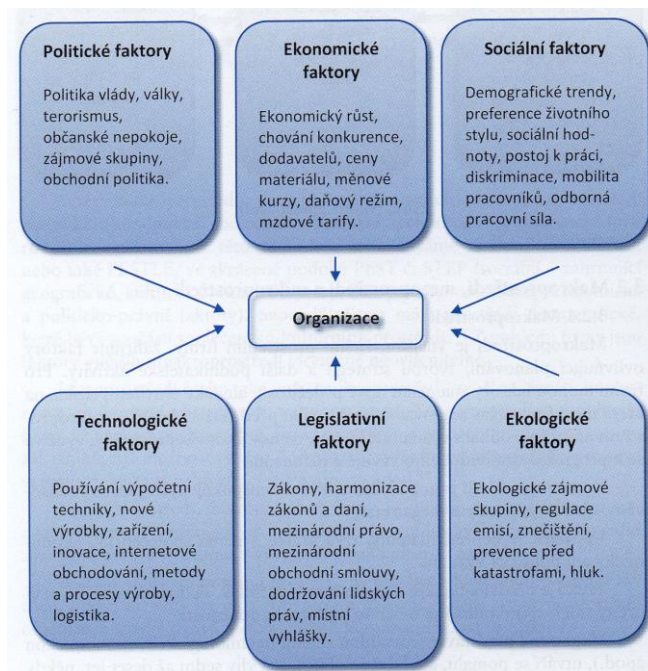 Politické faktory
Politika vlády, války,
terorismus,
občanské nepokoje,
zájmové skupiny,
obchodní politika.
Ekonomické
faktory
Ekonomický růst,
chování konkurence,
dodavatelů, ceny
materiálu, měnové
kurzy, daňový režim,
mzdové tarify.
Sociální faktory
Demografické trendy,
preference životního
stylu, sociální hod-
noty, postoj k práci,
diskriminace, mobilita
pracovníků, odborná
pracovní síla.
Organizace
Technologické
faktory
Používání výpočetní
techniky, nové
výrobky, zařízení,
inovace, internetové
obchodování, metody
a procesy výroby,
logistika.
Legislativní
faktory
Zákony, harmonizace
zákonů a daní,
mezinárodní právo,
mezinárodní
obchodní smlouvy,
dodržování lidských
práv, místní
vyhlášky.
Ekologické
faktory
Ekologické zájmové
skupiny, regulace
emisí, znečištění,
prevence před
katastrofami, hluk.